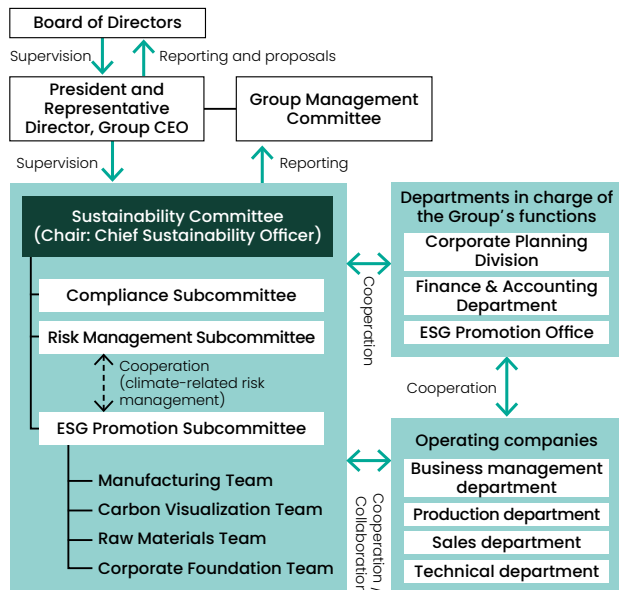 Board of Directors
Supervision
Reporting and proposals
President and
Representative
Director, Group CEO
Group Management
Committee
Supervision
Reporting
Sustainability Committee
(Chair: Chief Sustainability Officer)
Compliance Subcommittee
Risk Management Subcommittee
Cooperation
(climate-related risk
management)
ESG Promotion Subcommittee
Manufacturing Team
Carbon Visualization Team
Raw Materials Team
Corporate Foundation Team
Cooperation
Cooperation /
Collaboration
Departments in charge of
the Group's functions
Corporate Planning
Division
Finance & Accounting
Department
ESG Promotion Office
Cooperation
Operating companies
Business management
department
Production department
Sales department
Technical department